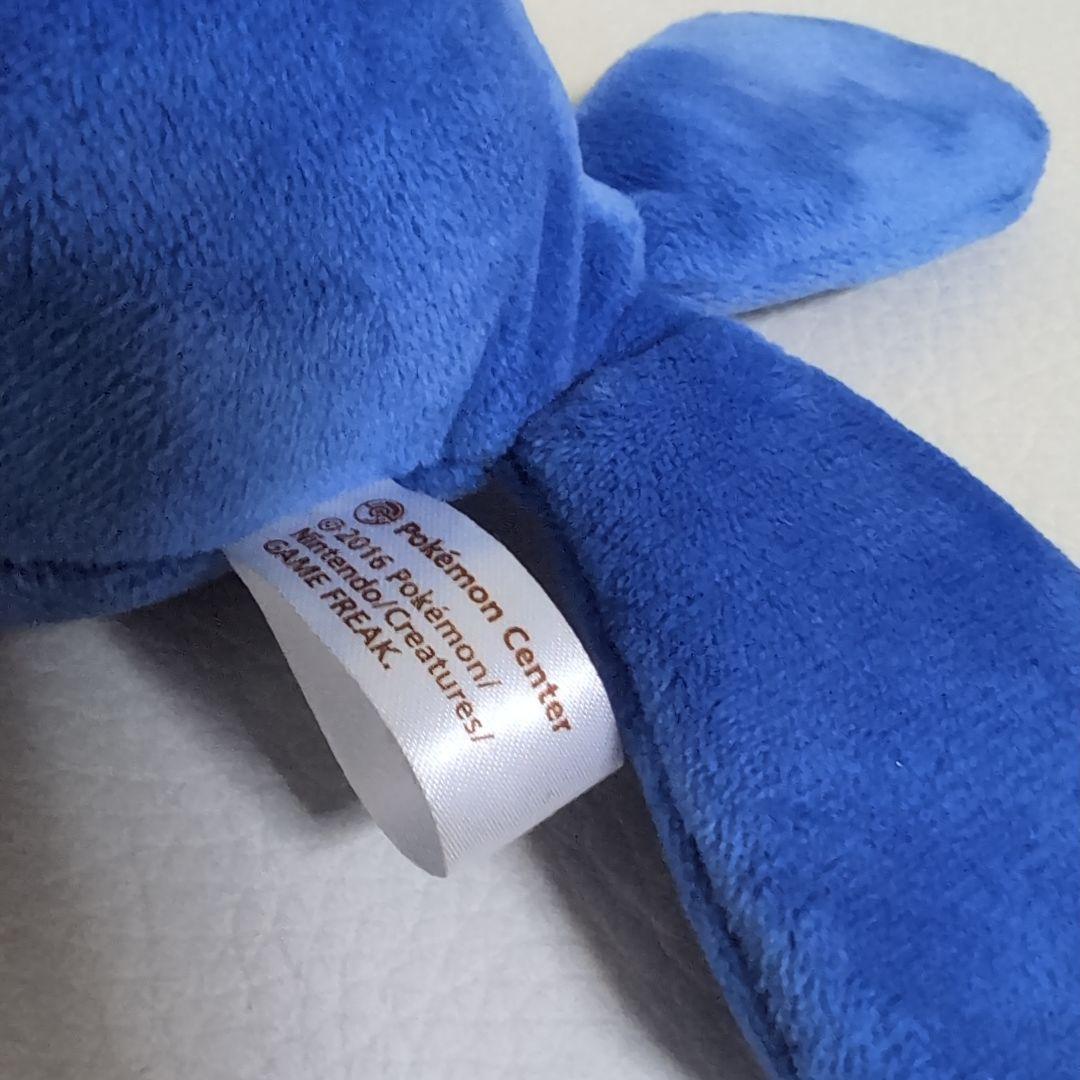 Pokémon Center
©2016 Pokémon/
Nintendo/Creatures/
GAME FREAK.